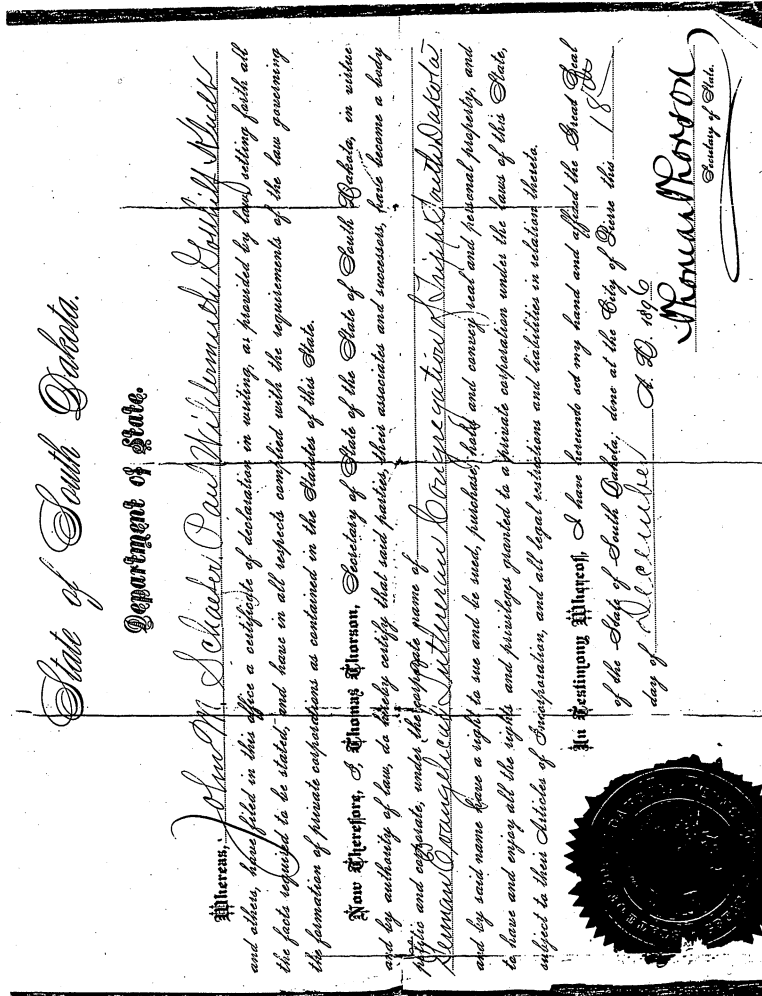 State of South Dakota.
Department of State.
Whereas, John M Schaefer Paul Willermuth Gottlieb
and others, have filed in this office a certificate of declaration in writing, as provided by law, setting forth all
the facts required to be stated, and have in all respects complied with the requirements of the law governing
the formation of private corporations as contained in the Statutes of this State.
Now Therefore, I, Thomas Thorson, Secretary of State of the State of South Dakota, in virtue
and by authority of law, do hereby certify that said parties, their associates and successors, have become a body
politic and corporate, under the corporate name of
German Evangelical Lutheran Congregation of Tripp South Dakota
and by said name have a right to sue and be sued, purchase, hold and convey real and personal property, and
to have and enjoy all the rights and privileges granted to a private corporation under the laws of this State,
subject to their Articles of Incorporation, and all legal restrictions and liabilities in relation thereto.
In Testimony Whereof, I have hereunto set my hand and affixed the Great Seal
of the State of South Dakota, done at the City of Pierre this 18th
day of December A. D. 1896
Thomas Thorson
Secretary of State.